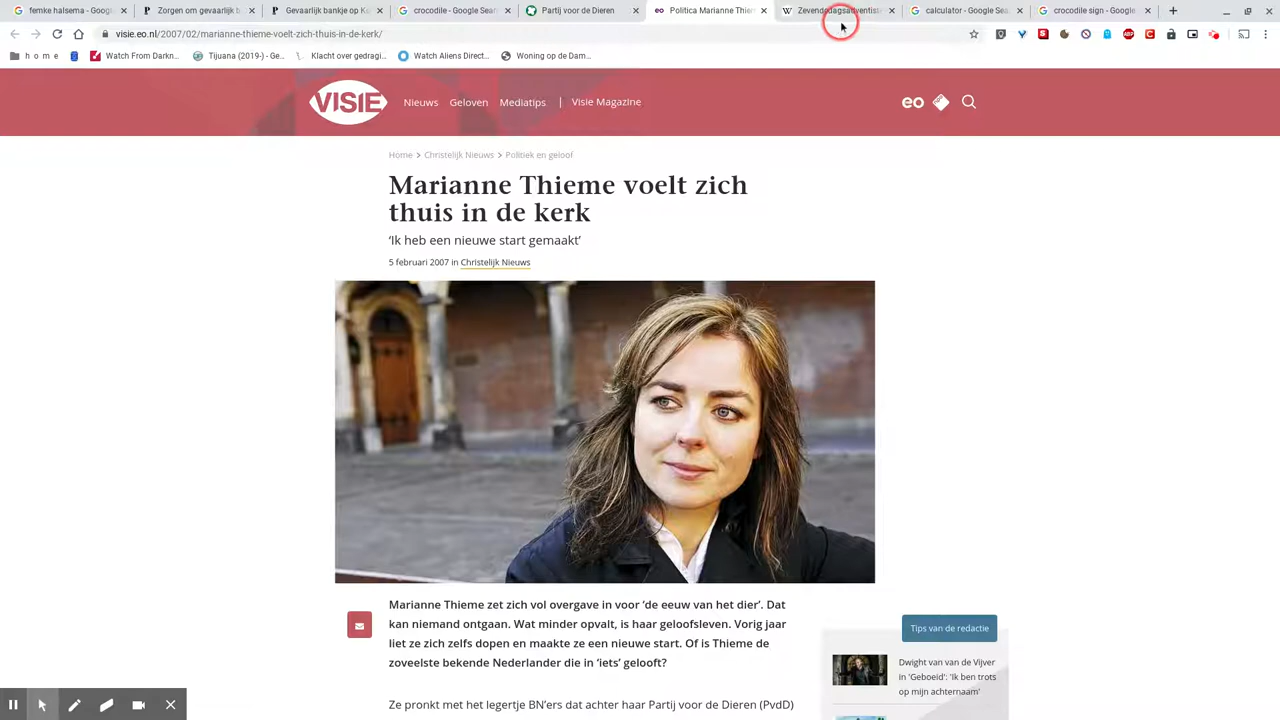 femke halsema - Goog
Zorgen om gevaarlijk b
Gevaarlijk bankje op K
crocodile - Google Sear
Partij voor de Dieren
Politica Marianne Thiem
Zevendedagsadventist
calculator - Google Sea
crocodile sign - Google
visie.eo.nl/2007/02/marianne-thieme-voelt-zich-thuis-in-de-kerk/
h o m e
Watch From Darkn...
Tijuana (2019-) - Ge...
Klacht over gedragi...
Watch Aliens Direct...
Woning op de Dam...
VISIE
Nieuws Geloven Mediatips | Visie Magazine
eo
Home > Christelijk Nieuws > Politiek en geloof
Marianne Thieme voelt zich
thuis in de kerk
‘Ik heb een nieuwe start gemaakt’
5 februari 2007 in Christelijk Nieuws
Marianne Thieme zet zich vol overgave in voor ‘de eeuw van het dier’. Dat
kan niemand ontgaan. Wat minder opvalt, is haar geloofsleven. Vorig jaar
liet ze zich zelfs dopen en maakte ze een nieuwe start. Of is Thieme de
zoveelste bekende Nederlander die in ‘iets’ gelooft?
Ze pronkt met het legertje BN’ers dat achter haar Partij voor de Dieren (PvdD)
Tips van de redactie
Dwight van van de Vijver
in 'Geboeid': 'Ik ben trots
op mijn achternaam'